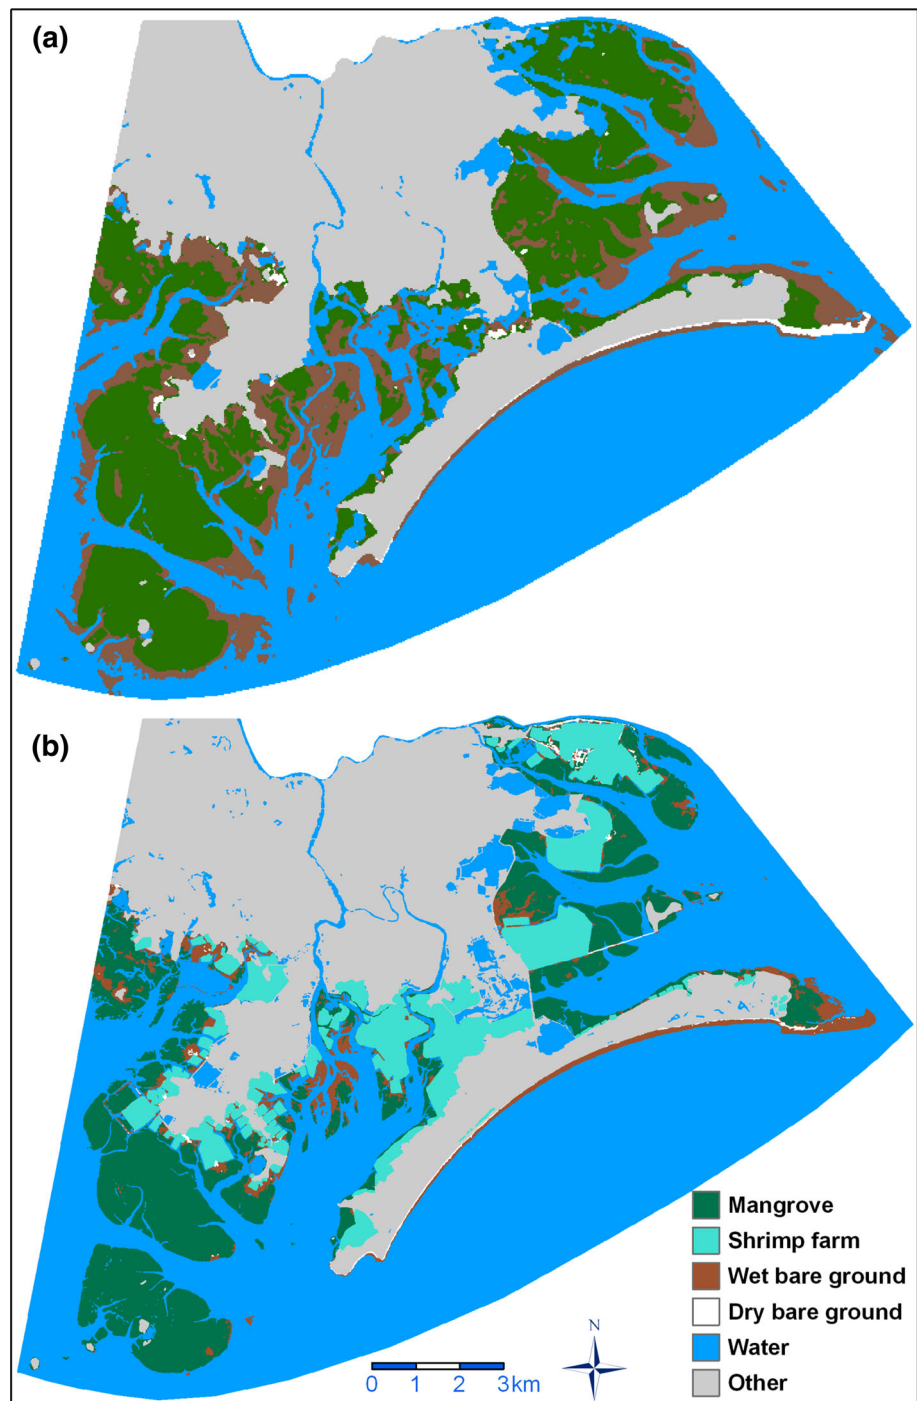 (a)
(b)
Mangrove
Shrimp farm
Wet bare ground
Dry bare ground
Water
Other
N
0 1 2 3km